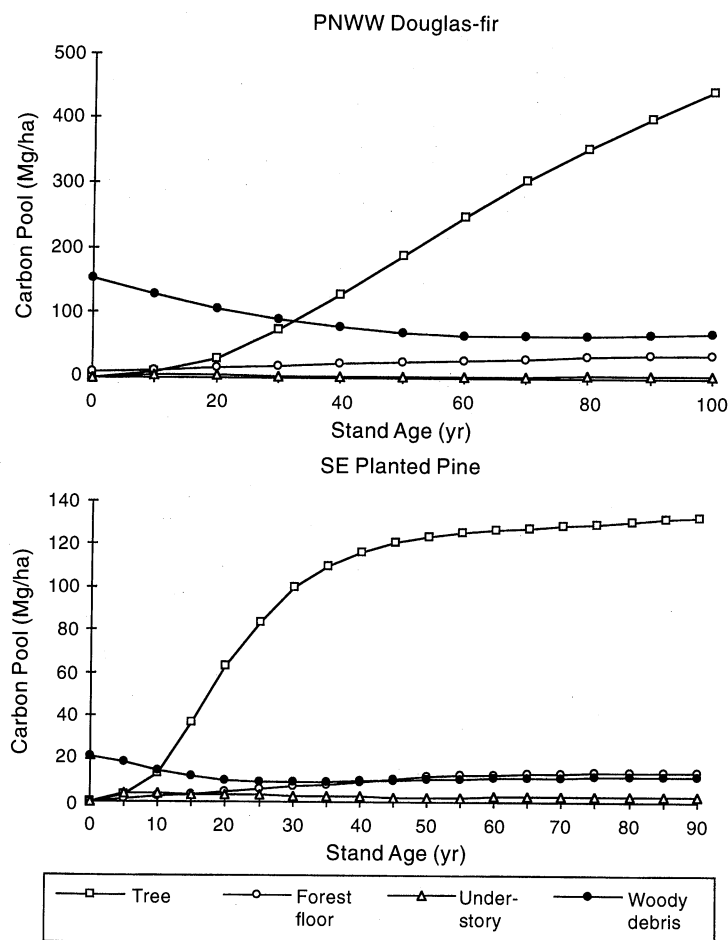 PNWW Douglas-fir
500
400
300
200
100
0
Carbon Pool (Mg/ha)
0 20 40 60 80 100
Stand Age (yr)
SE Planted Pine
140
120
100
80
60
40
20
0
Carbon Pool (Mg/ha)
0 10 20 30 40 50 60 70 80 90
Stand Age (yr)
Tree
Forest
floor
Under-
story
Woody
debris